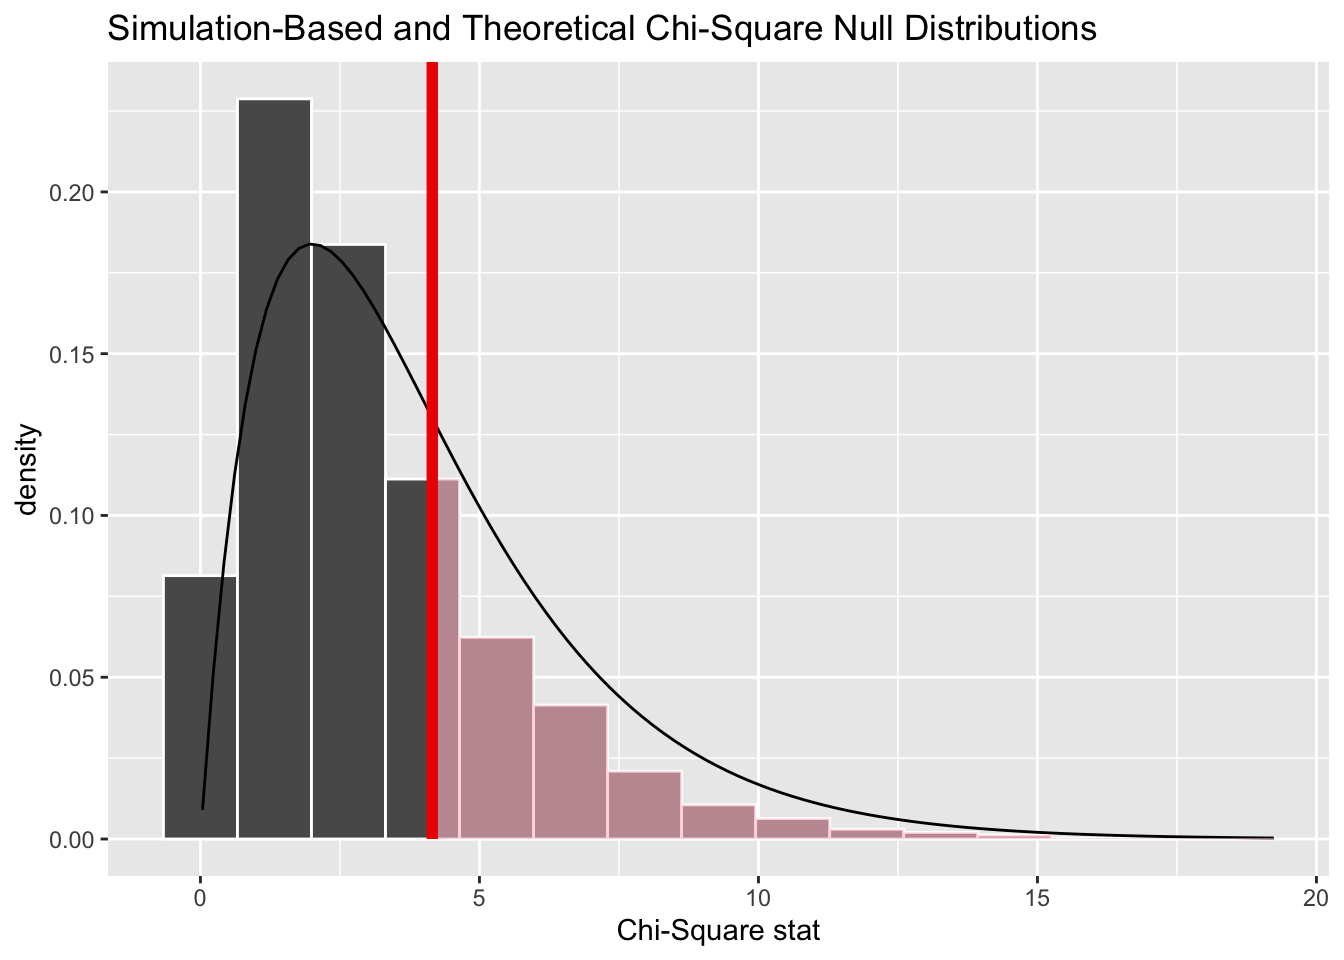 Simulation-Based and Theoretical Chi-Square Null Distributions
density
0.20
0.15
0.10
0.05
0.00
0 5 10 15 20
Chi-Square stat